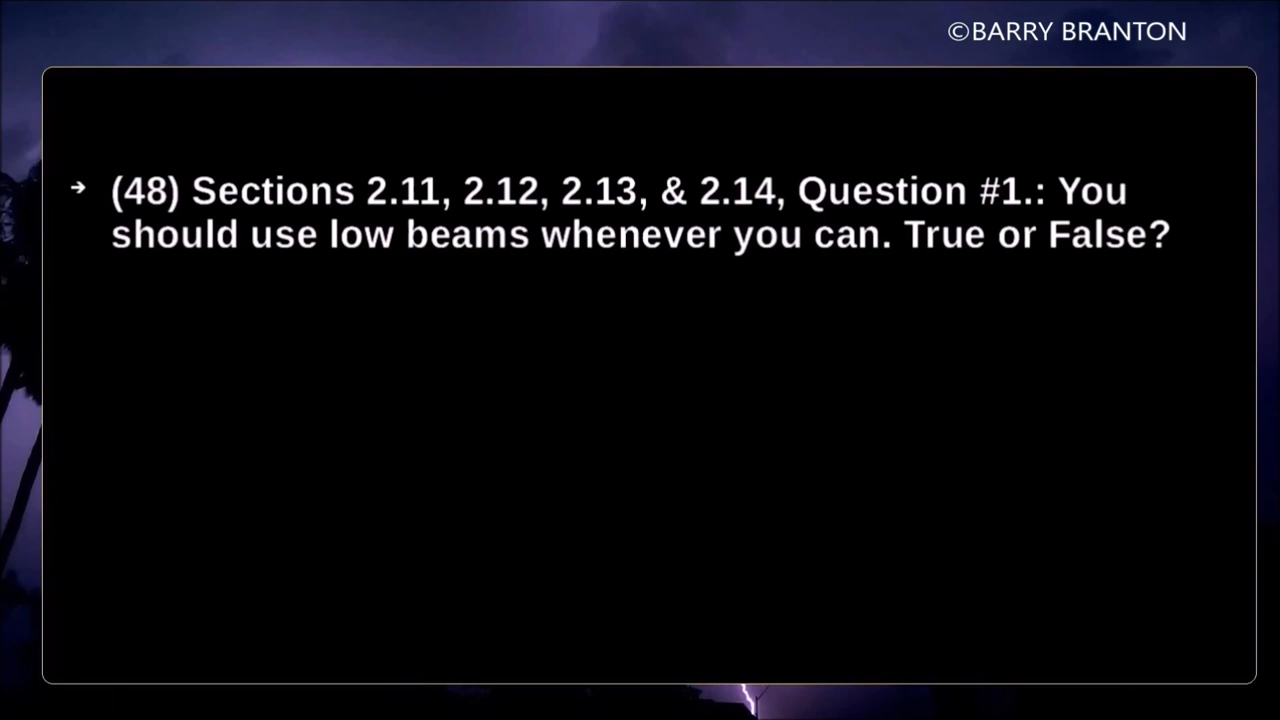 ©BARRY BRANTON
➔ (48) Sections 2.11, 2.12, 2.13, & 2.14, Question #1.: You
should use low beams whenever you can. True or False?